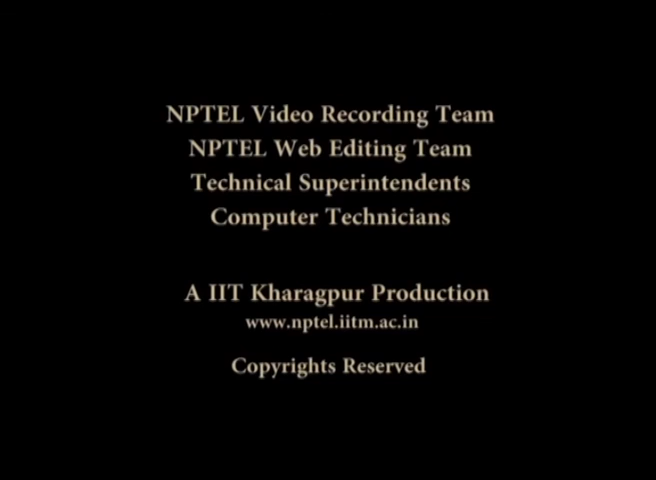 NPTEL Video Recording Team
NPTEL Web Editing Team
Technical Superintendents
Computer Technicians
A IIT Kharagpur Production
www.nptel.iitm.ac.in
Copyrights Reserved